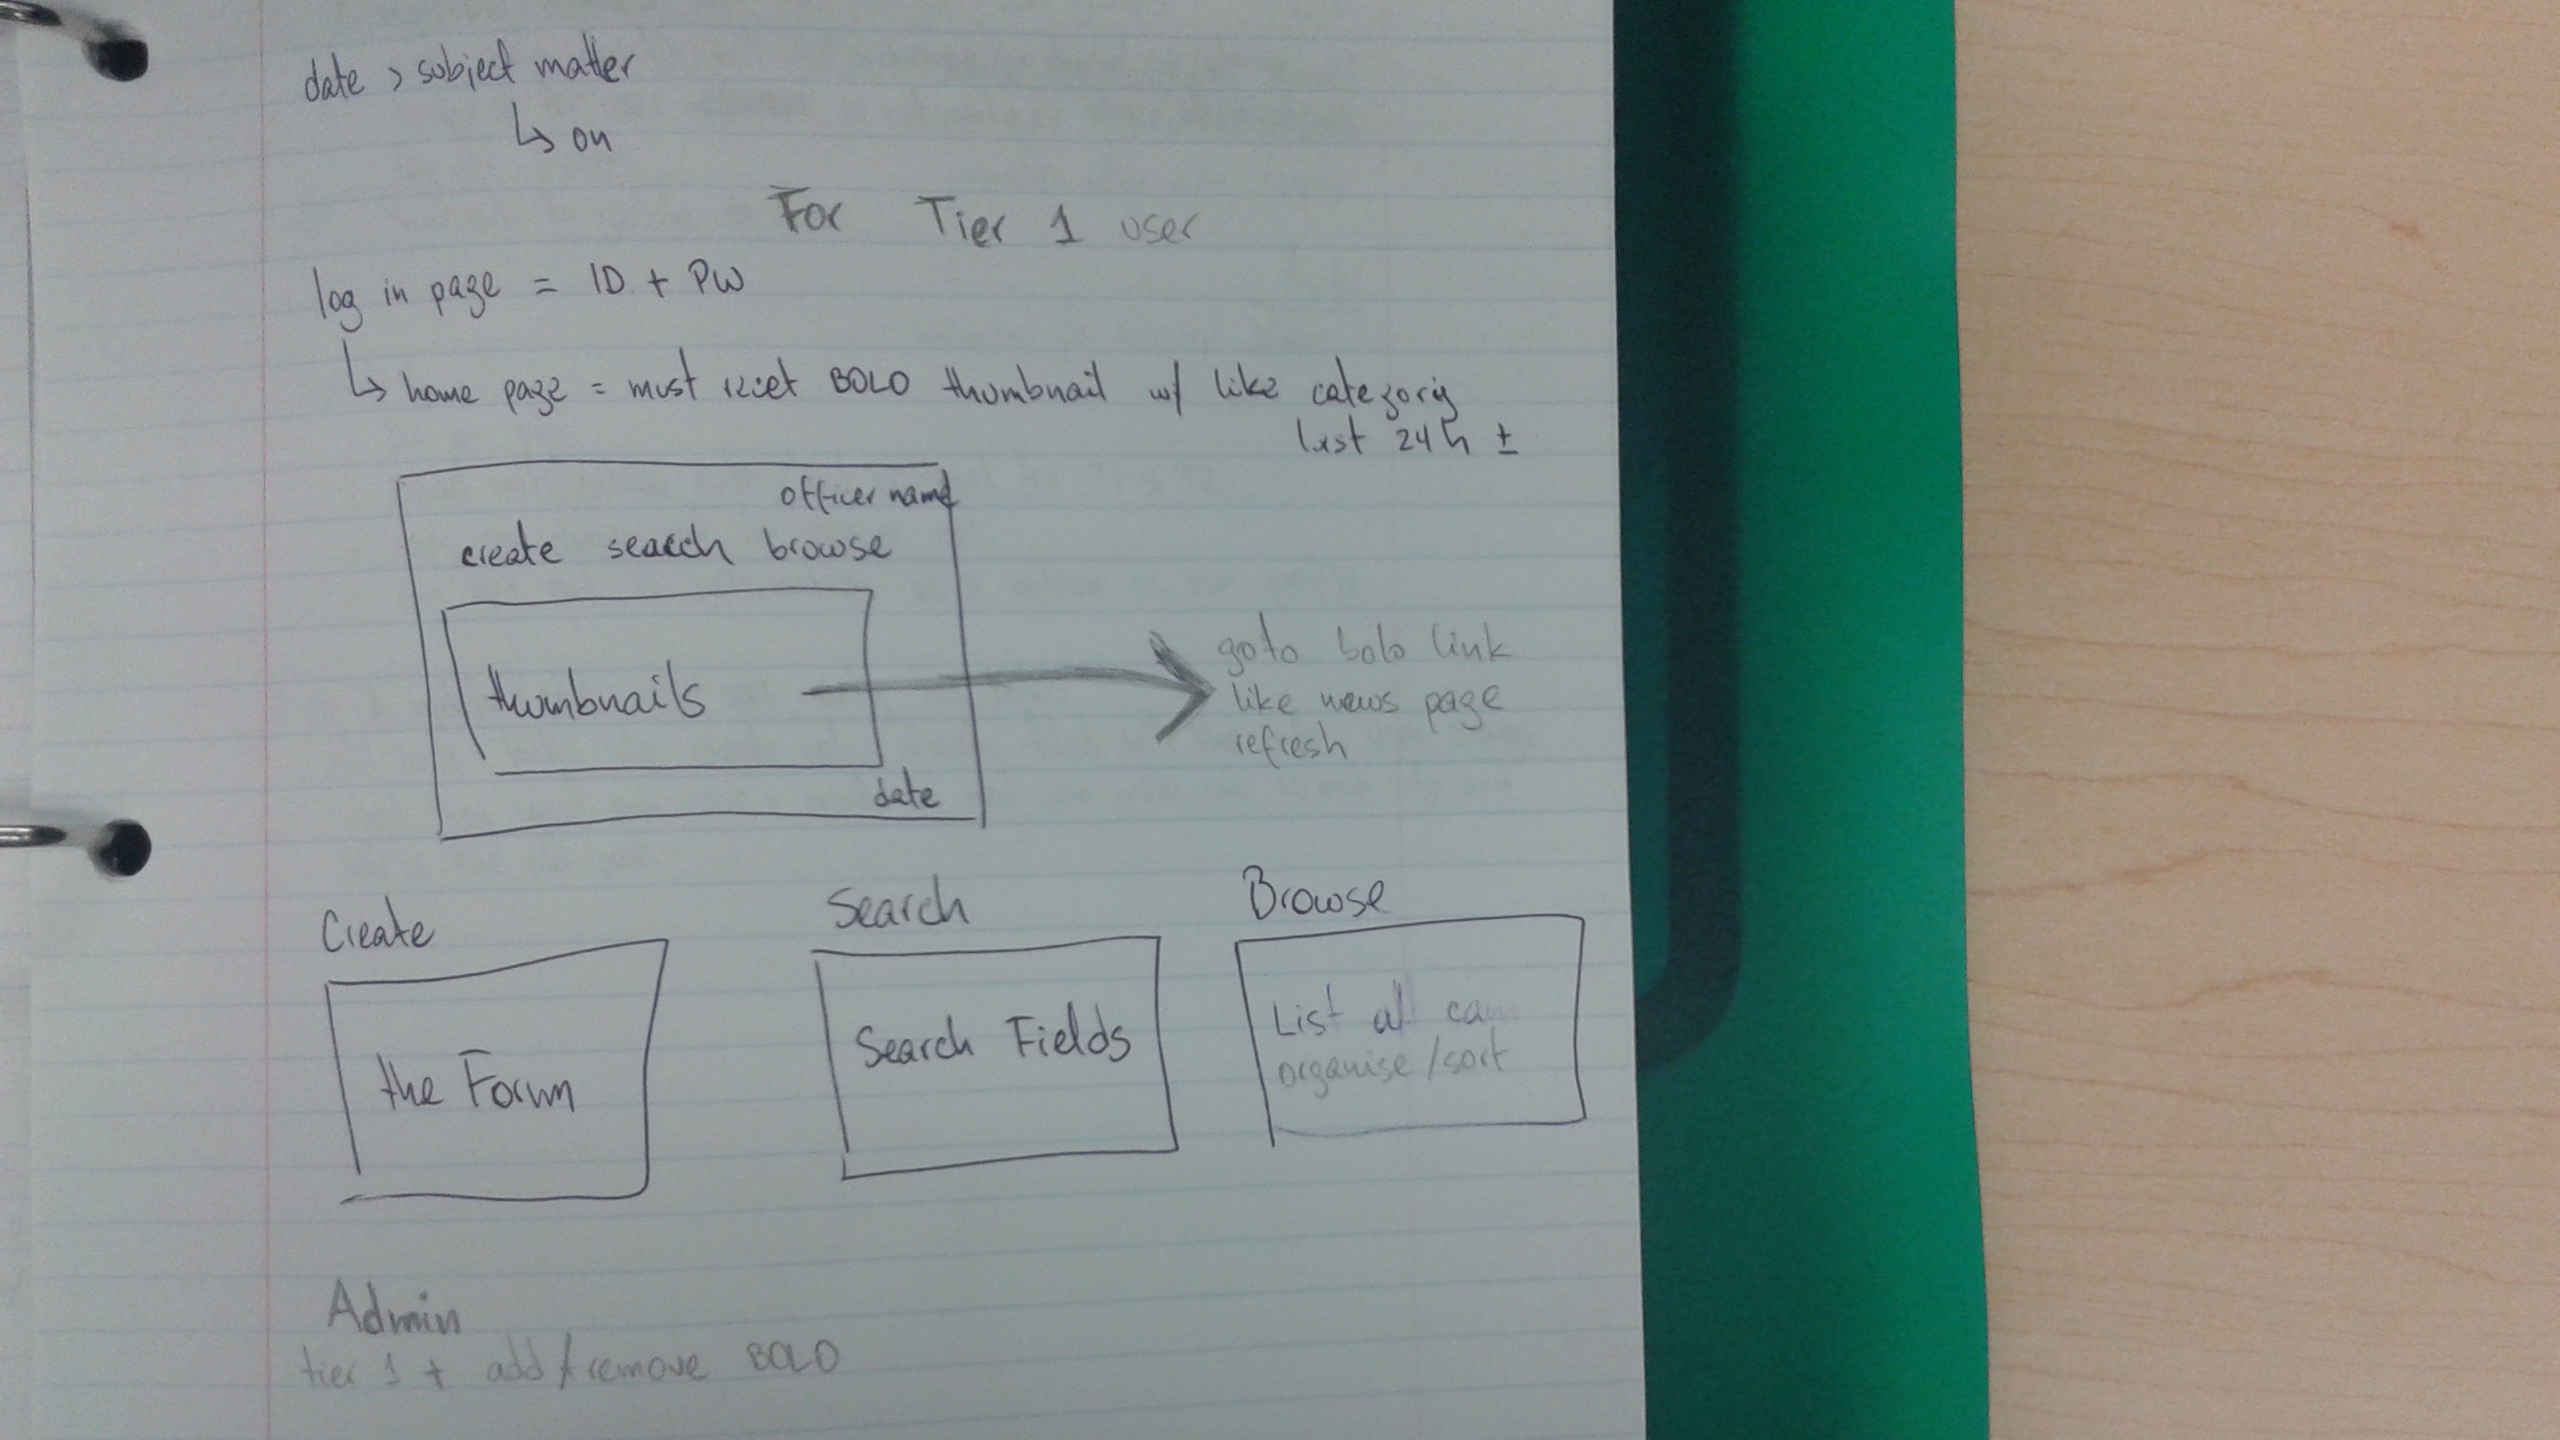 date > subject matter
↳ on
For Tier 1 user
log in page = ID + PW
↳ home page = must recet BOLO thumbnail w/ like category
last 24h ±
officer name
create search browse
thumbnails
date
go to bolo link
like news page
refresh
Create
the Form
Search
Search Fields
Browse
List all can
organise/sort
Admin
tier 1 + add/remove BOLO